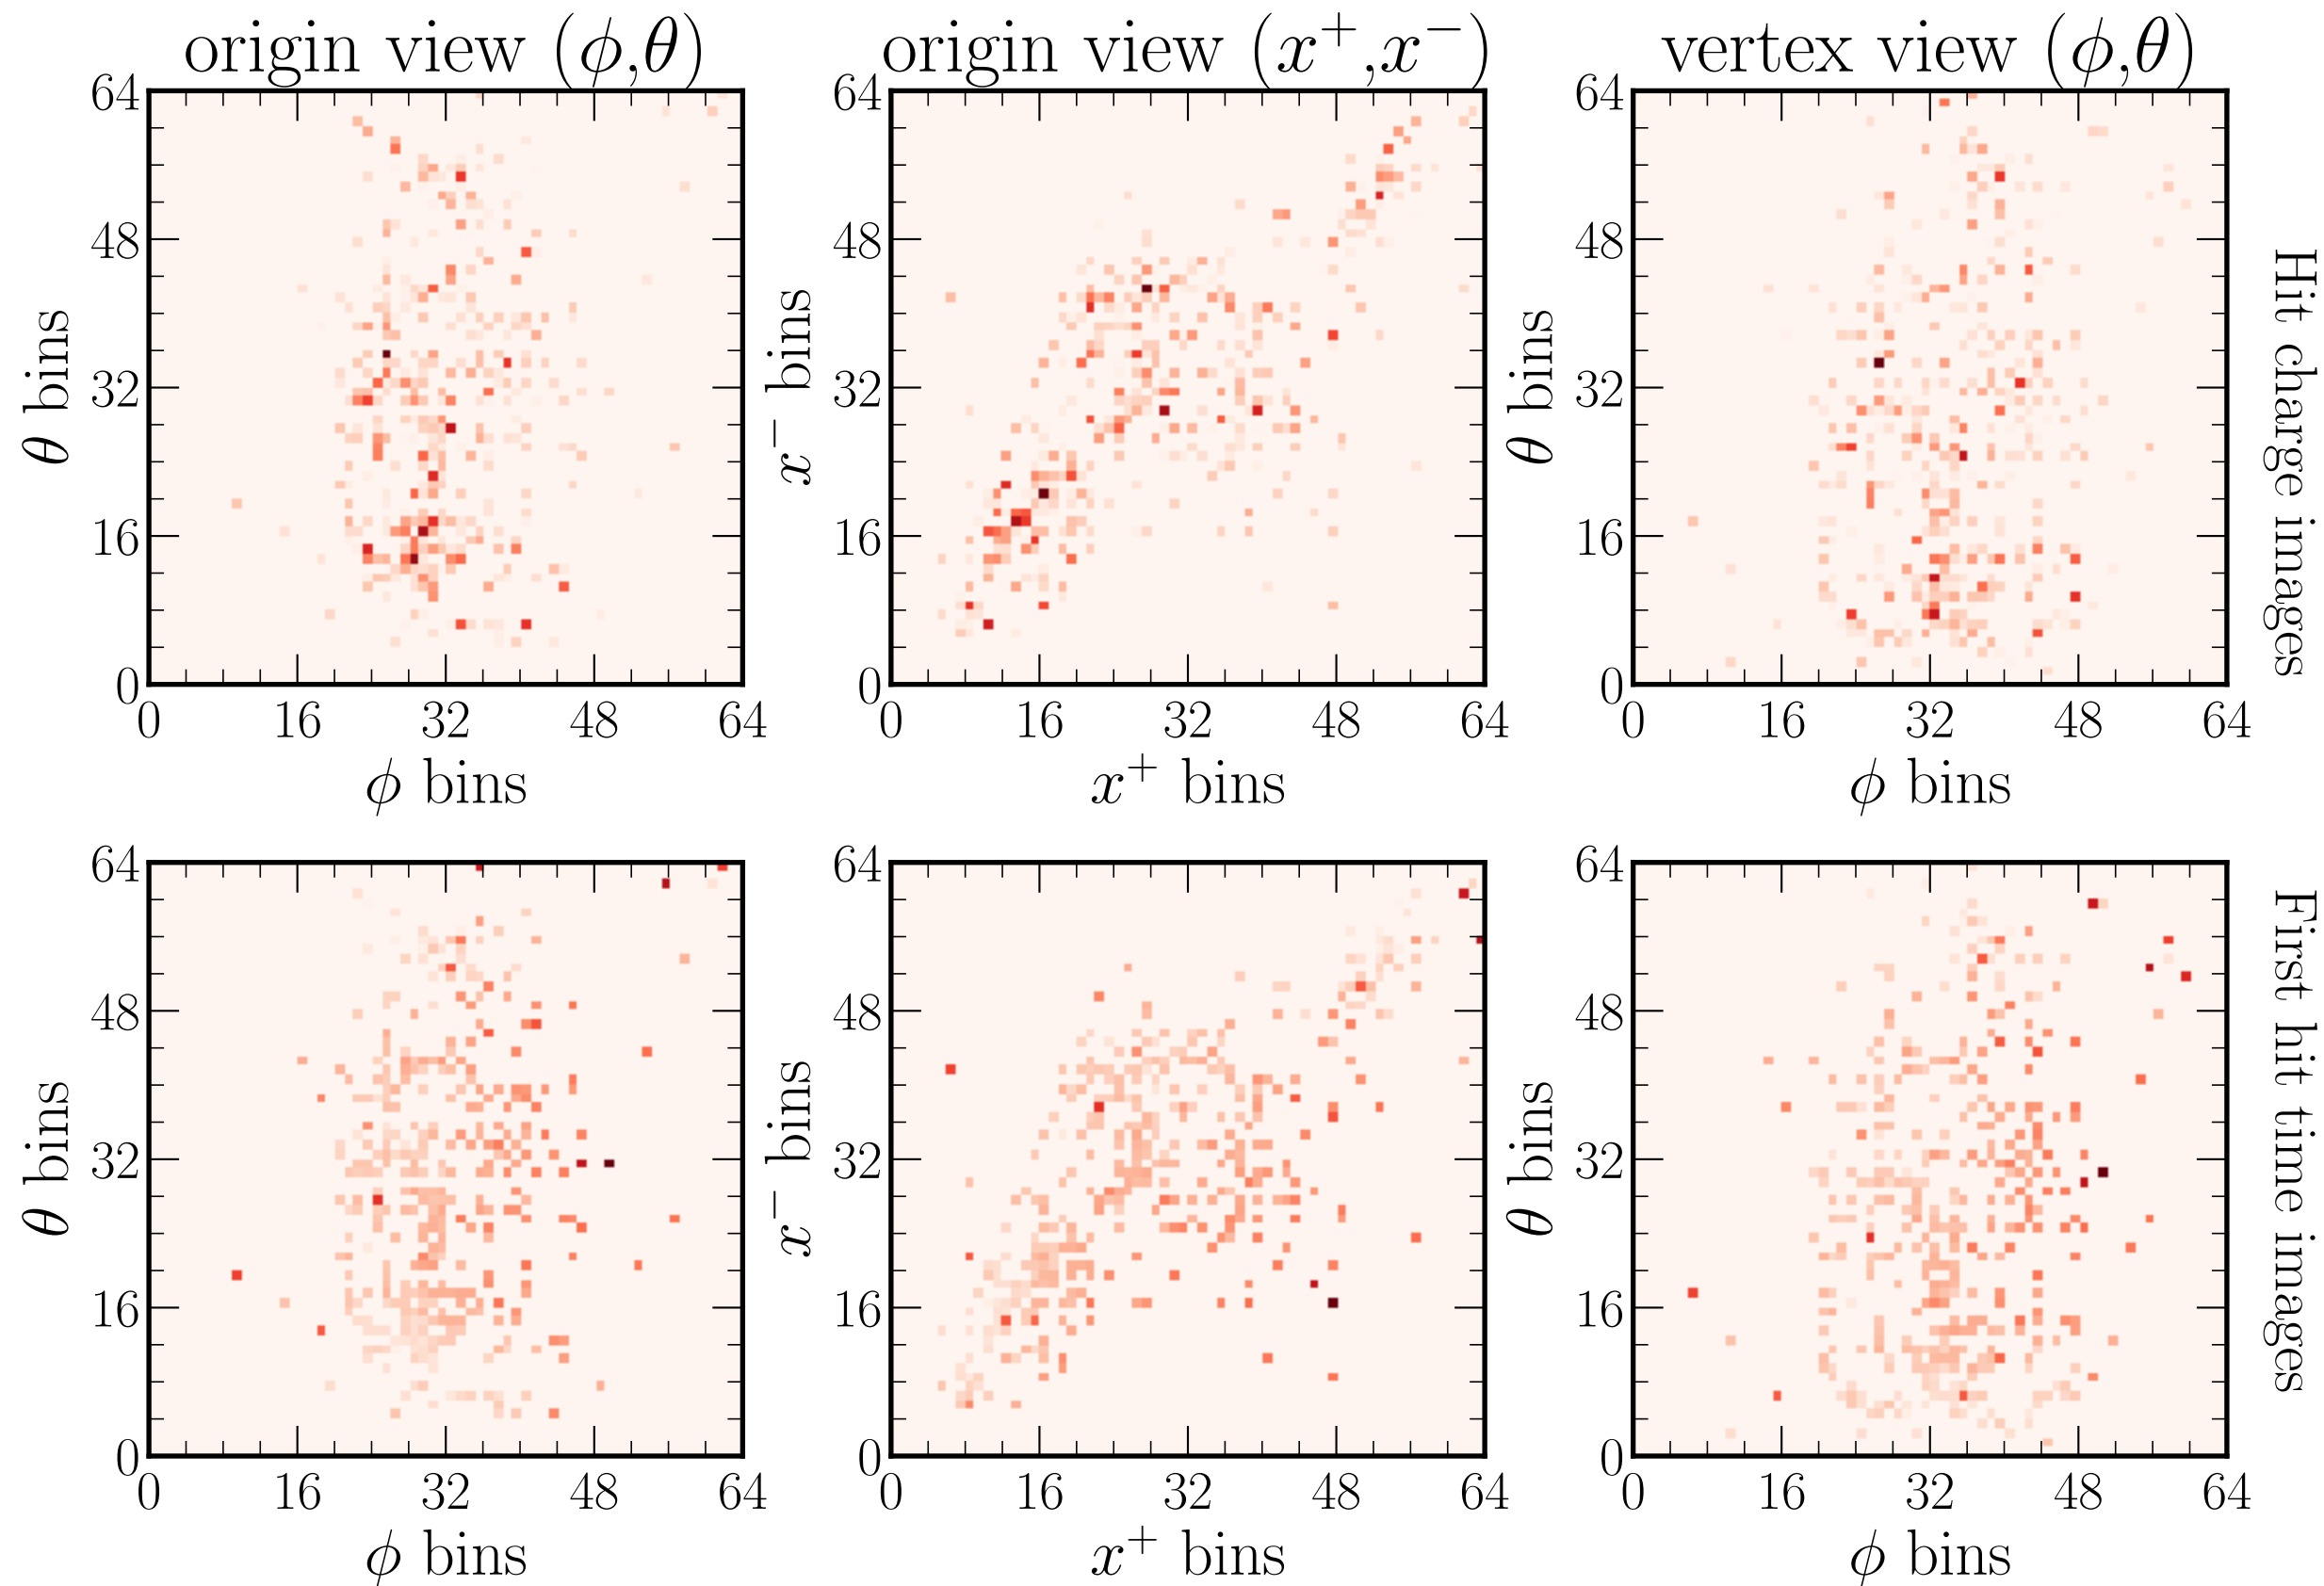 origin view (ϕ,θ)
origin view (x⁺,x⁻)
vertex view (ϕ,θ)
64
48
32
16
0
θ bins
0 16 32 48 64
ϕ bins
64
48
32
16
0
x⁻ bins
0 16 32 48 64
x⁺ bins
64
48
32
16
0
θ bins
0 16 32 48 64
ϕ bins
Hit charge images
64
48
32
16
0
θ bins
0 16 32 48 64
ϕ bins
64
48
32
16
0
x⁻ bins
0 16 32 48 64
x⁺ bins
64
48
32
16
0
θ bins
0 16 32 48 64
ϕ bins
First hit time images